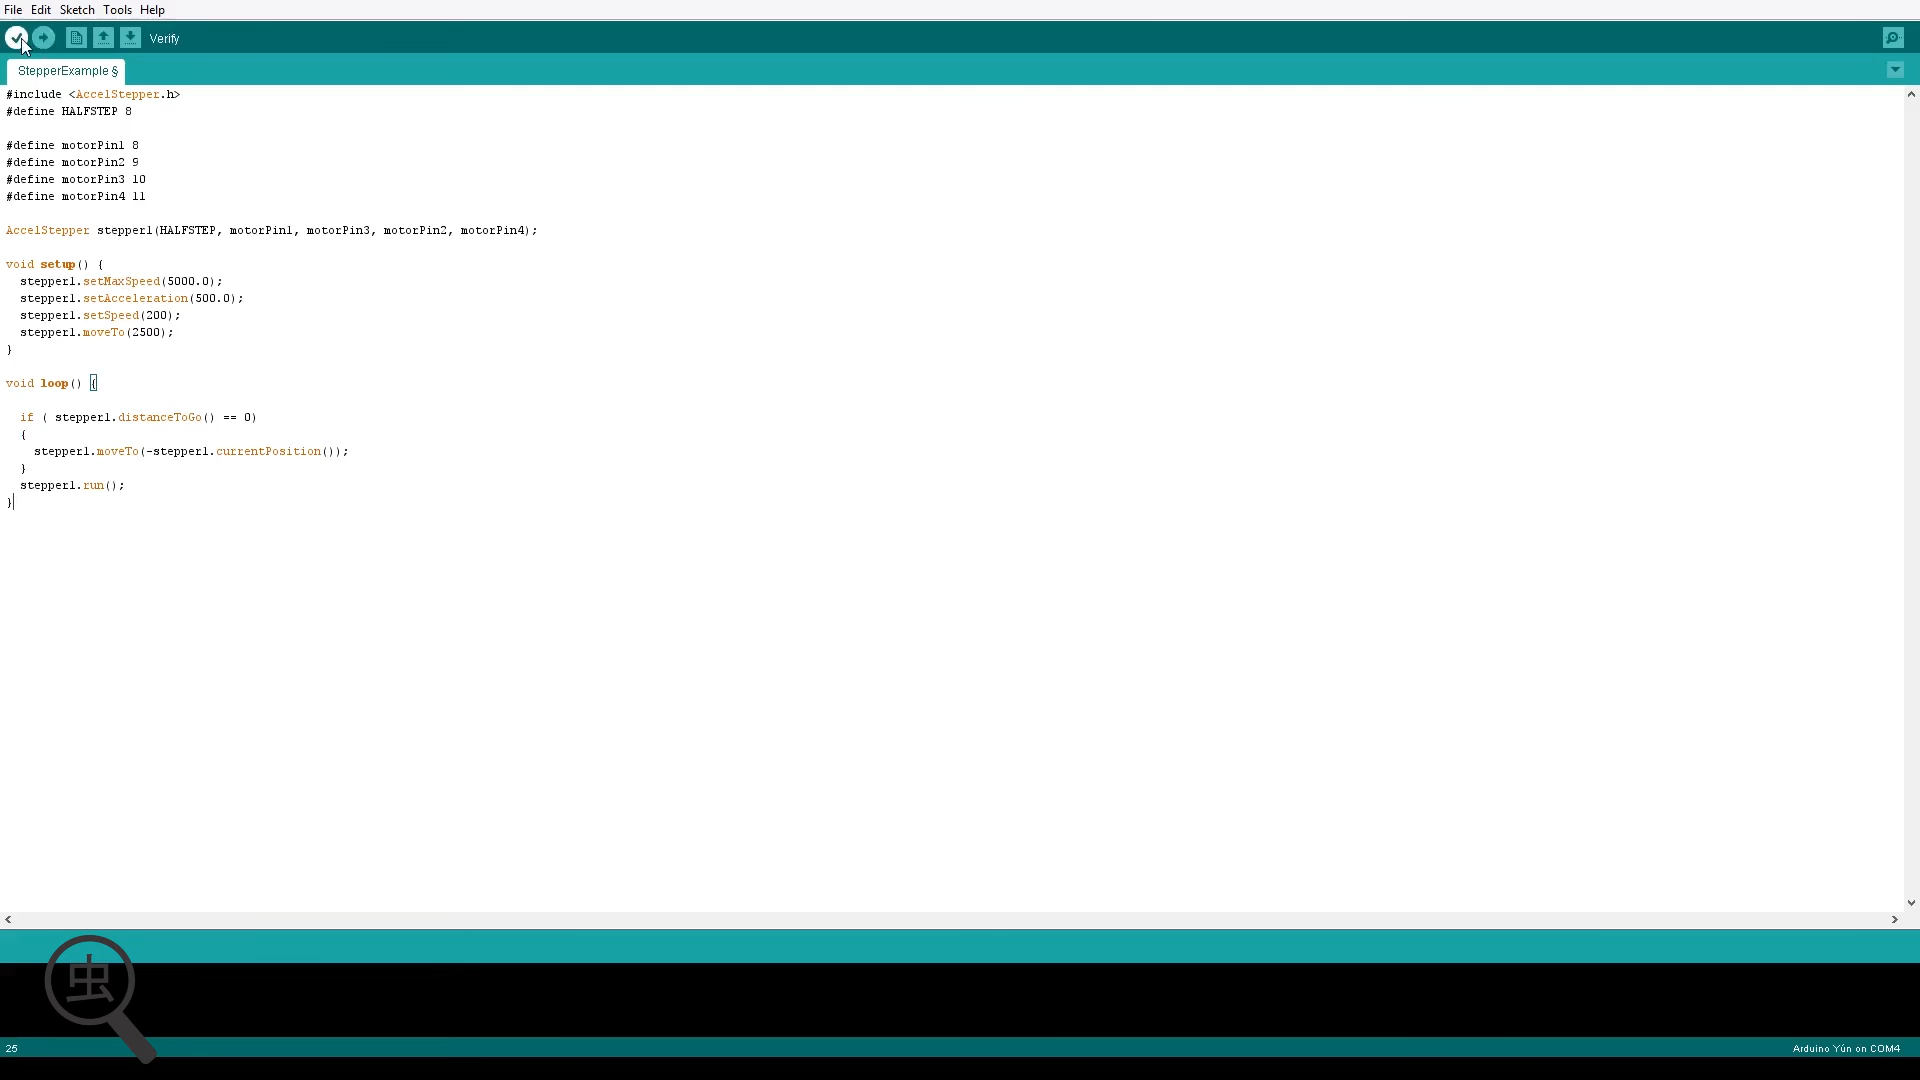 File Edit Sketch Tools Help
Verify
StepperExample §
#include <AccelStepper.h>
#define HALFSTEP 8
#define motorPin1 8
#define motorPin2 9
#define motorPin3 10
#define motorPin4 11
AccelStepper stepper1(HALFSTEP, motorPin1, motorPin3, motorPin2, motorPin4);
void setup() {
  stepper1.setMaxSpeed(5000.0);
  stepper1.setAcceleration(500.0);
  stepper1.setSpeed(200);
  stepper1.moveTo(2500);
}
void loop() {
  if ( stepper1.distanceToGo() == 0)
  {
    stepper1.moveTo(-stepper1.currentPosition());
  }
  stepper1.run();
}
虫
25
Arduino Yún on COM4